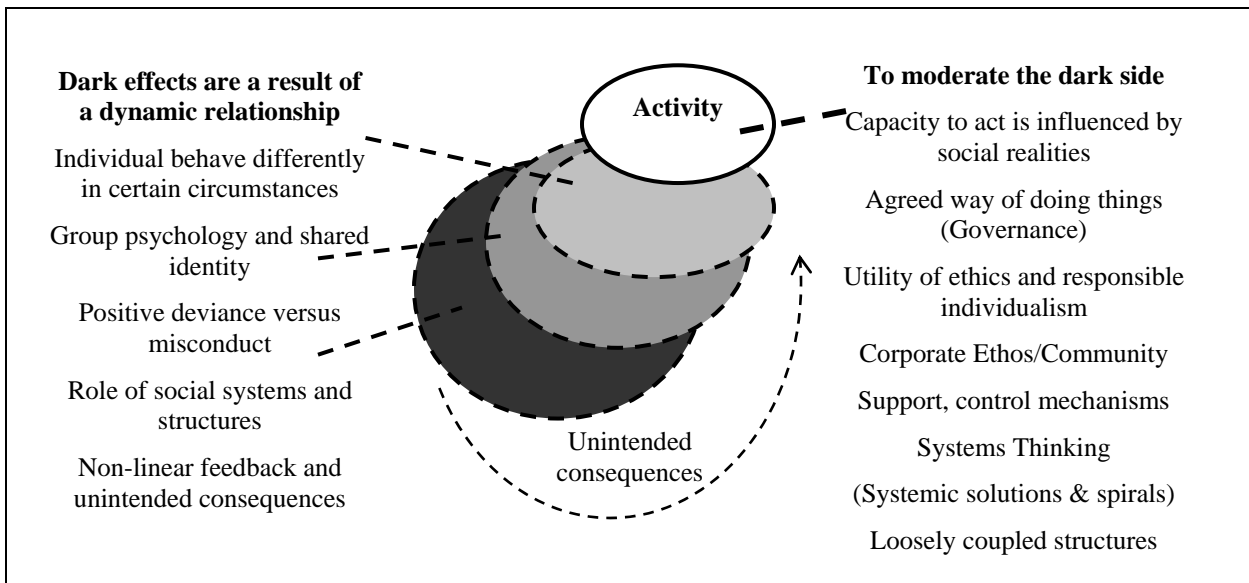 Dark effects are a result of
a dynamic relationship
Individual behave differently
in certain circumstances
Group psychology and shared
identity
Positive deviance versus
misconduct
Role of social systems and
structures
Non-linear feedback and
unintended consequences
Activity
Unintended
consequences
To moderate the dark side
Capacity to act is influenced by
social realities
Agreed way of doing things
(Governance)
Utility of ethics and responsible
individualism
Corporate Ethos/Community
Support, control mechanisms
Systems Thinking
(Systemic solutions & spirals)
Loosely coupled structures